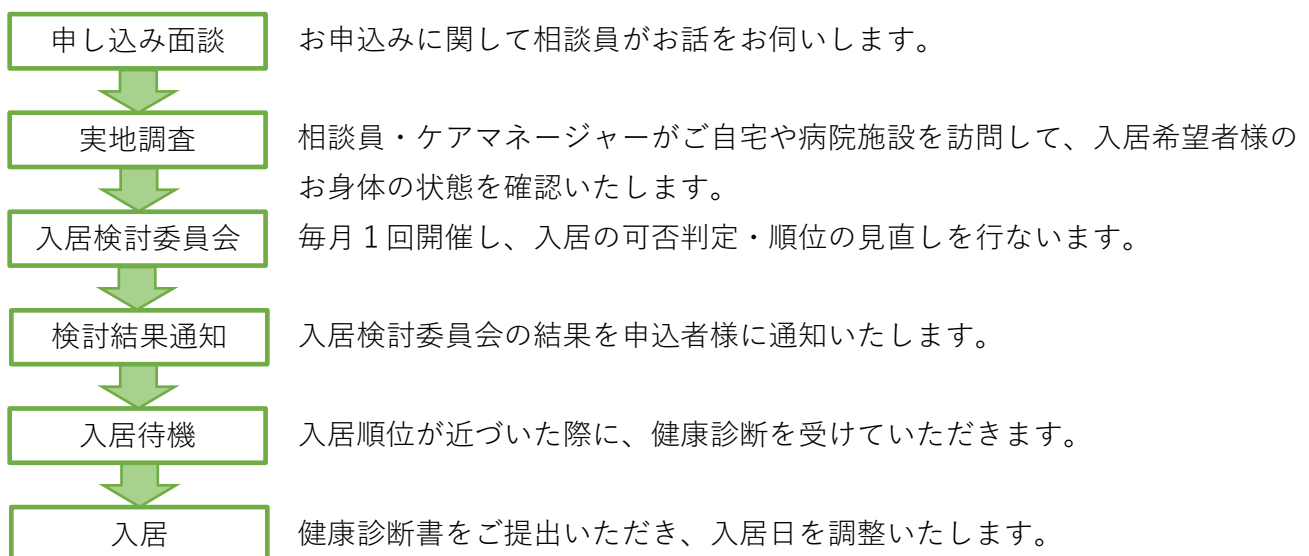 申し込み面談 お申込みに関して相談員がお話をお伺いします。
実地調査 相談員・ケアマネージャーがご自宅や病院施設を訪問して、入居希望者様の
お身体の状態を確認いたします。
入居検討委員会 毎月１回開催し、入居の可否判定・順位の見直しを行ないます。
検討結果通知 入居検討委員会の結果を申込者様に通知いたします。
入居待機 入居順位が近づいた際に、健康診断を受けていただきます。
入居 健康診断書をご提出いただき、入居日を調整いたします。